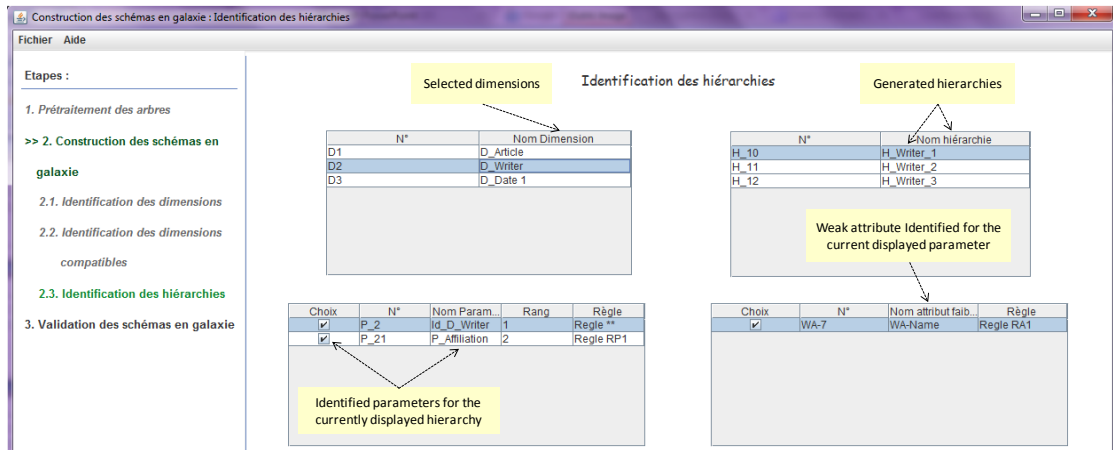 Construction des schémas en galaxie : Identification des hiérarchies
Fichier Aide
Etapes :
1. Prétraitement des arbres
>> 2. Construction des schémas en
galaxie
2.1. Identification des dimensions
2.2. Identification des dimensions
compatibles
2.3. Identification des hiérarchies
3. Validation des schémas en galaxie
Identification des hiérarchies
Selected dimensions
Generated hierarchies
N° Nom Dimension
D1 D_Article
D2 D_Writer
D3 D_Date 1
N° Nom hiérarchie
H_10 H_Writer_1
H_11 H_Writer_2
H_12 H_Writer_3
Weak attribute Identified for the
current displayed parameter
Choix N° Nom Param... Rang Règle
P_2 Id_D_Writer 1 Regle **
P_21 P_Affiliation 2 Regle RP1
Identified parameters for the
currently displayed hierarchy
Choix N° Nom attribut faib... Règle
WA-7 WA-Name Regle RA1